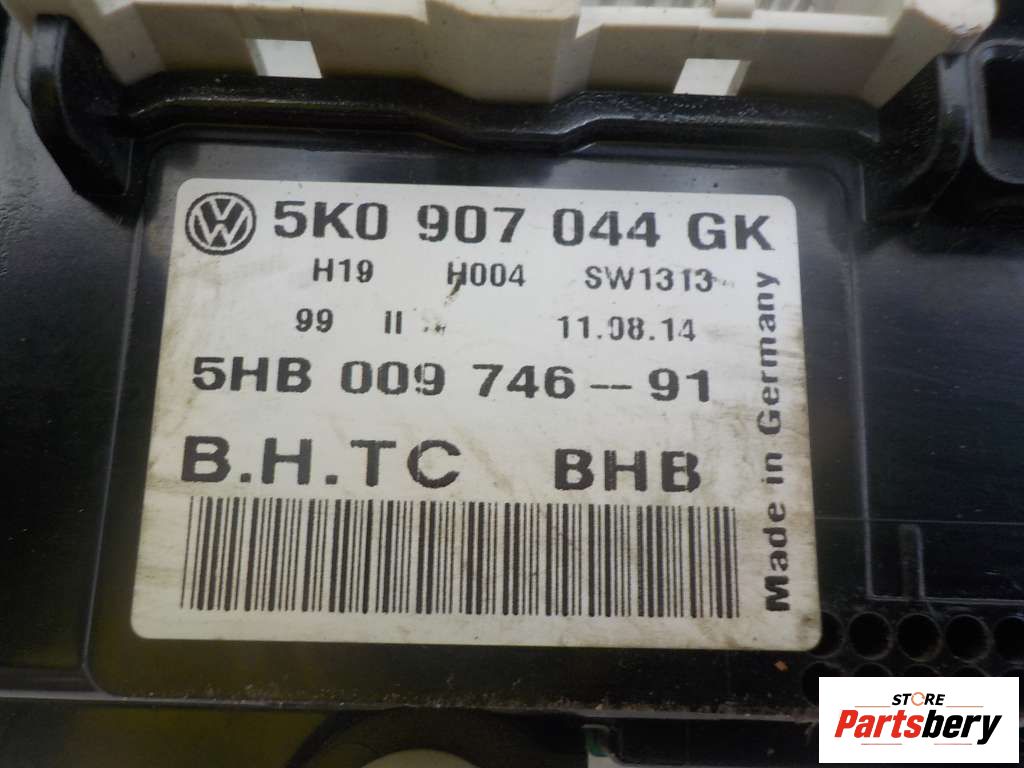 5K0 907 044 GK
H19 H004 SW1313
99 II 11.08.14
5HB 009 746--91
B.H.TC BHB
Made in Germany
STORE
Partsbery